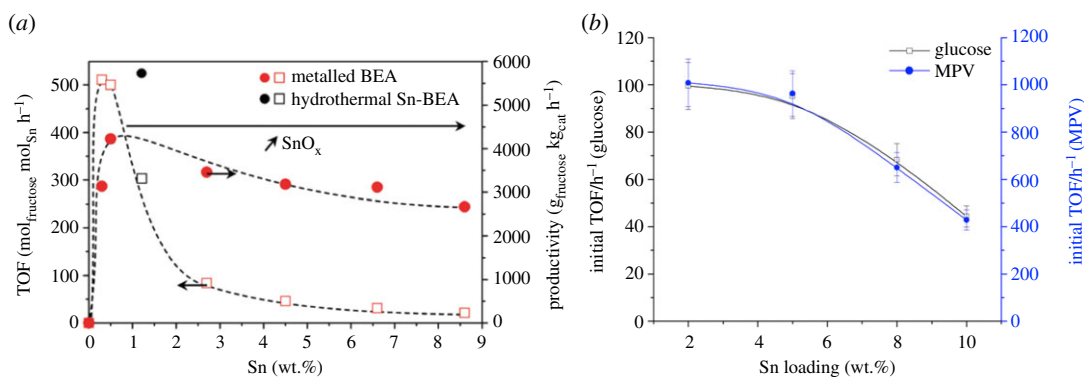 (a)
TOF (mol_fructose mol_Sn h⁻¹)
500
400
300
200
100
0
metalled BEA
hydrothermal Sn-BEA
SnO_x
6000
5000
4000
3000
2000
1000
0
productivity (g_fructose kg_cat h⁻¹)
0 1 2 3 4 5 6 7 8 9
Sn (wt.%)
(b)
initial TOF/h⁻¹ (glucose)
120
100
80
60
40
20
0
glucose
MPV
1200
1000
800
600
400
200
0
initial TOF/h⁻¹ (MPV)
2 4 6 8 10
Sn loading (wt.%)